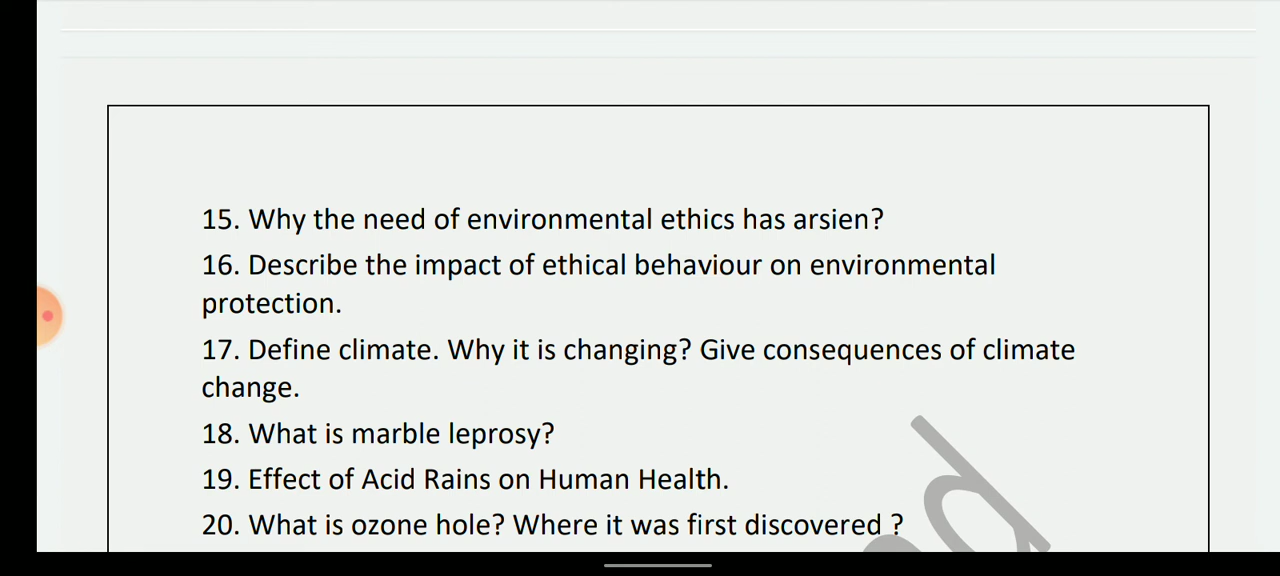 15. Why the need of environmental ethics has arsien?
16. Describe the impact of ethical behaviour on environmental
protection.
17. Define climate. Why it is changing? Give consequences of climate
change.
18. What is marble leprosy?
19. Effect of Acid Rains on Human Health.
20. What is ozone hole? Where it was first discovered ?